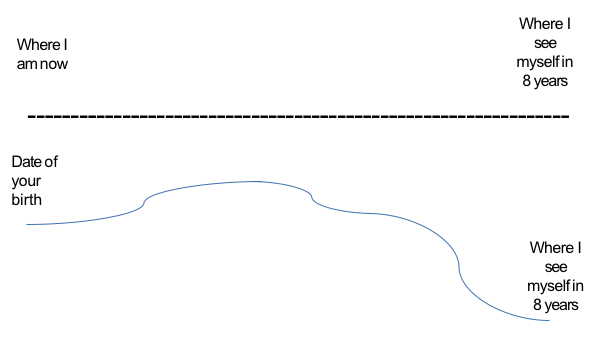 Where I
am now
Where I
see
myself in
8 years
Date of
your
birth
Where I
see
myself in
8 years